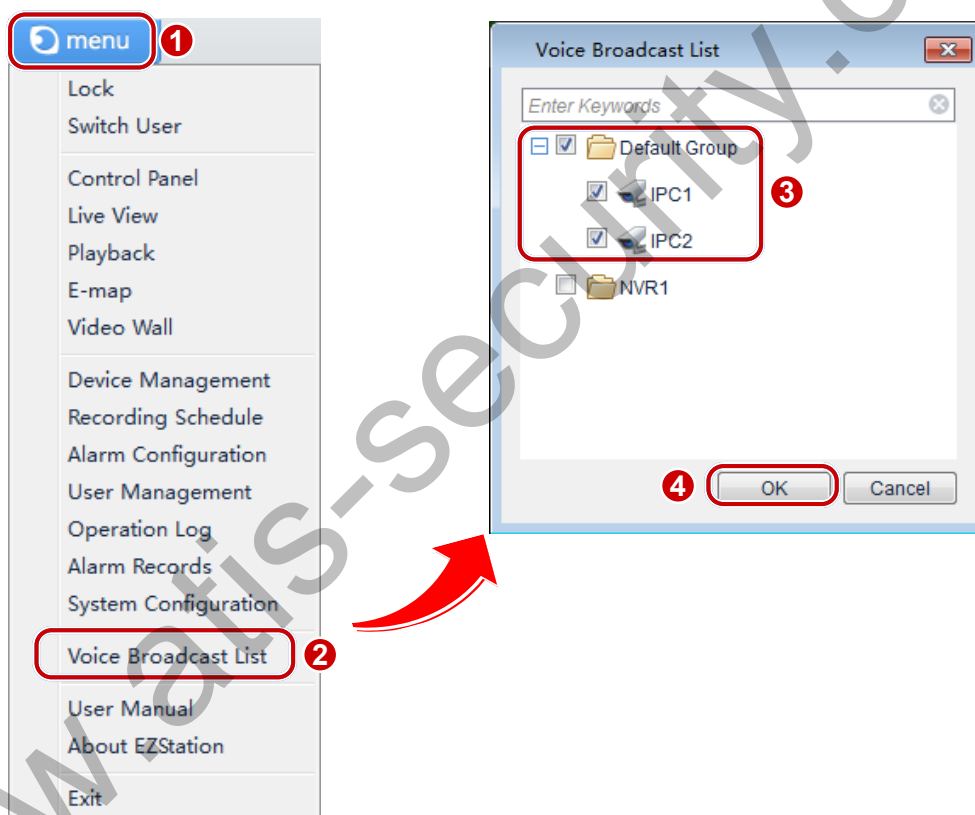 menu
1
Lock
Switch User
Control Panel
Live View
Playback
E-map
Video Wall
Device Management
Recording Schedule
Alarm Configuration
User Management
Operation Log
Alarm Records
System Configuration
Voice Broadcast List
2
User Manual
About EZStation
Exit
Voice Broadcast List
Enter Keywords
Default Group
IPC1
3
IPC2
NVR1
4
OK
Cancel
w.atis-security.c